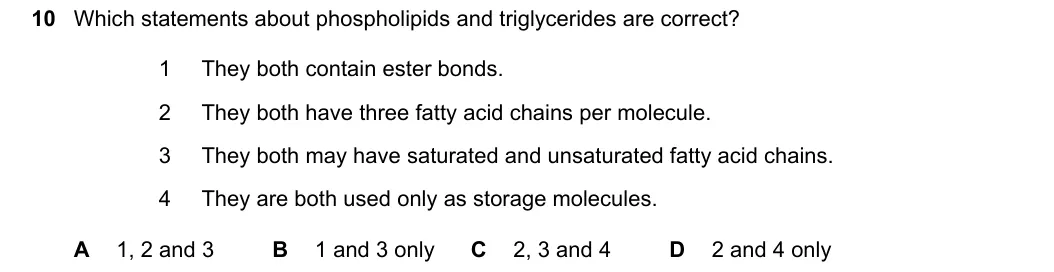 10 Which statements about phospholipids and triglycerides are correct?
1 They both contain ester bonds.
2 They both have three fatty acid chains per molecule.
3 They both may have saturated and unsaturated fatty acid chains.
4 They are both used only as storage molecules.
A 1, 2 and 3 B 1 and 3 only C 2, 3 and 4 D 2 and 4 only